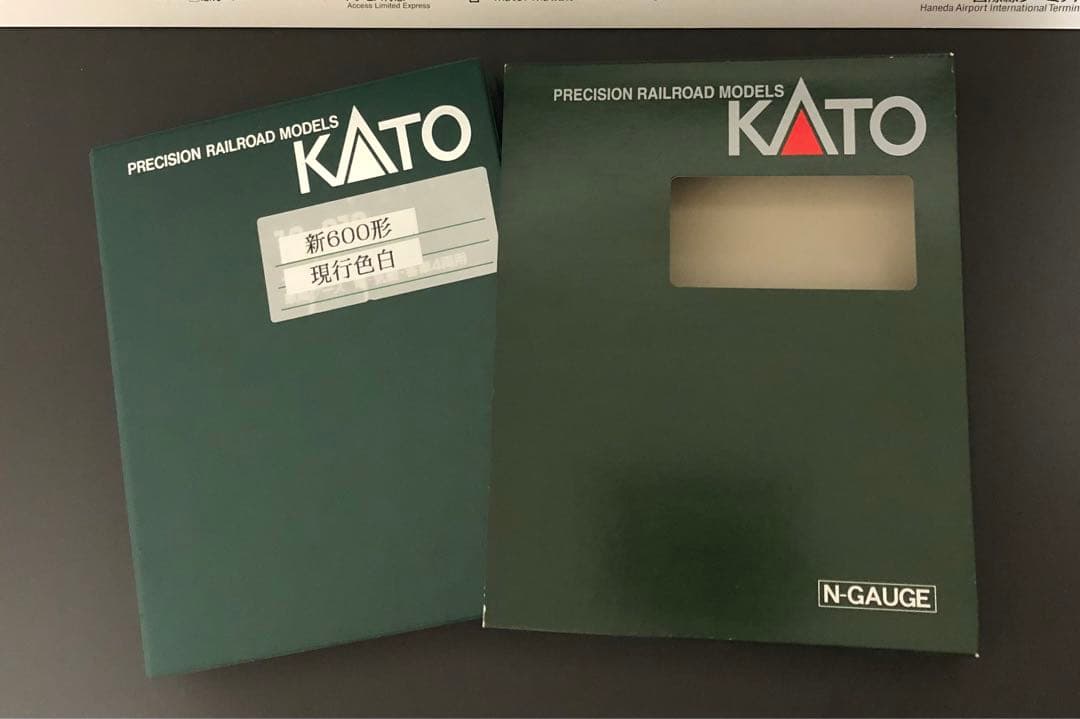 Access Limited Express
Haneda Airport International Termin
PRECISION RAILROAD MODELS
KATO
新600形
現行色白
PRECISION RAILROAD MODELS
KATO
N-GAUGE